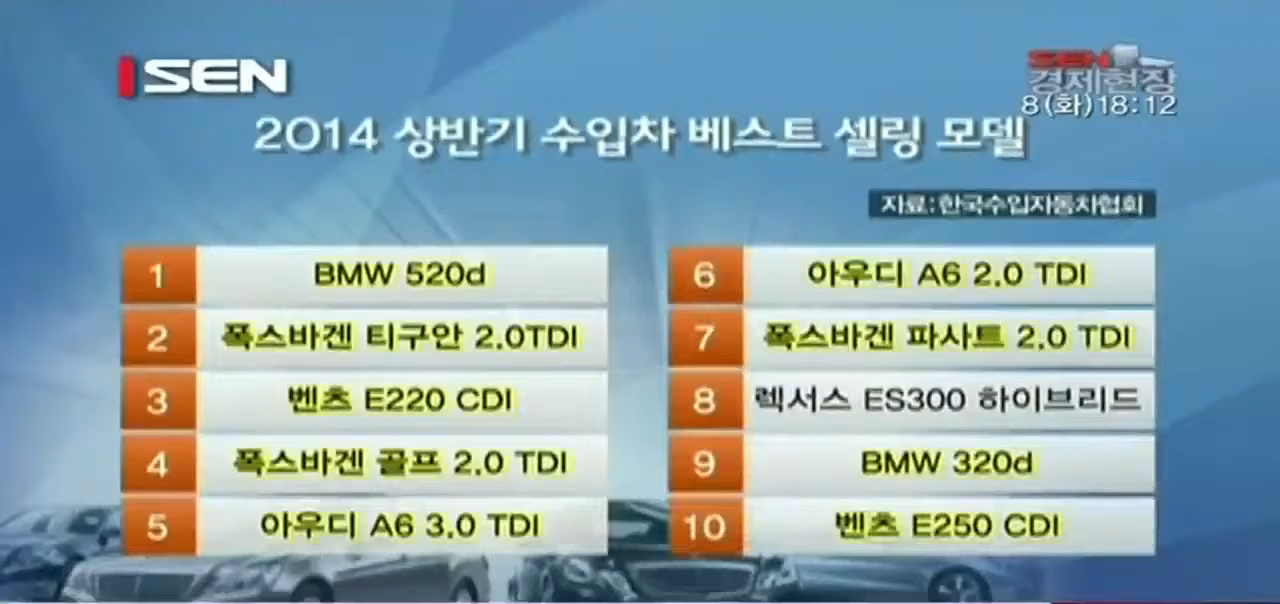 SEN
SEN
경제현장
8(화)18:12
2014 상반기 수입차 베스트 셀링 모델
자료:한국수입자동차협회
1 BMW 520d
2 폭스바겐 티구안 2.0TDI
3 벤츠 E220 CDI
4 폭스바겐 골프 2.0 TDI
5 아우디 A6 3.0 TDI
6 아우디 A6 2.0 TDI
7 폭스바겐 파사트 2.0 TDI
8 렉서스 ES300 하이브리드
9 BMW 320d
10 벤츠 E250 CDI